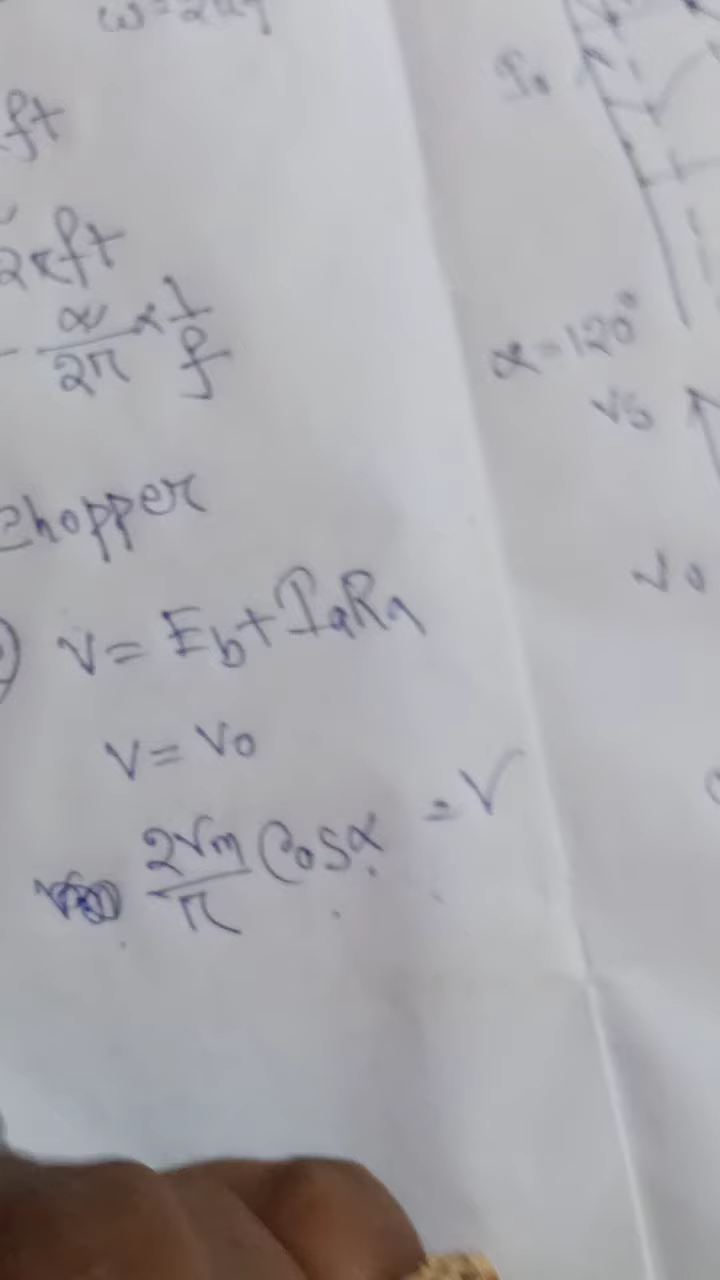 ft
2πft
α/2π × 1/f
Chopper
V = Eb + IaRa
V = Vo
2Vm/π Cosα = V
α = 120°
Vs
Vo